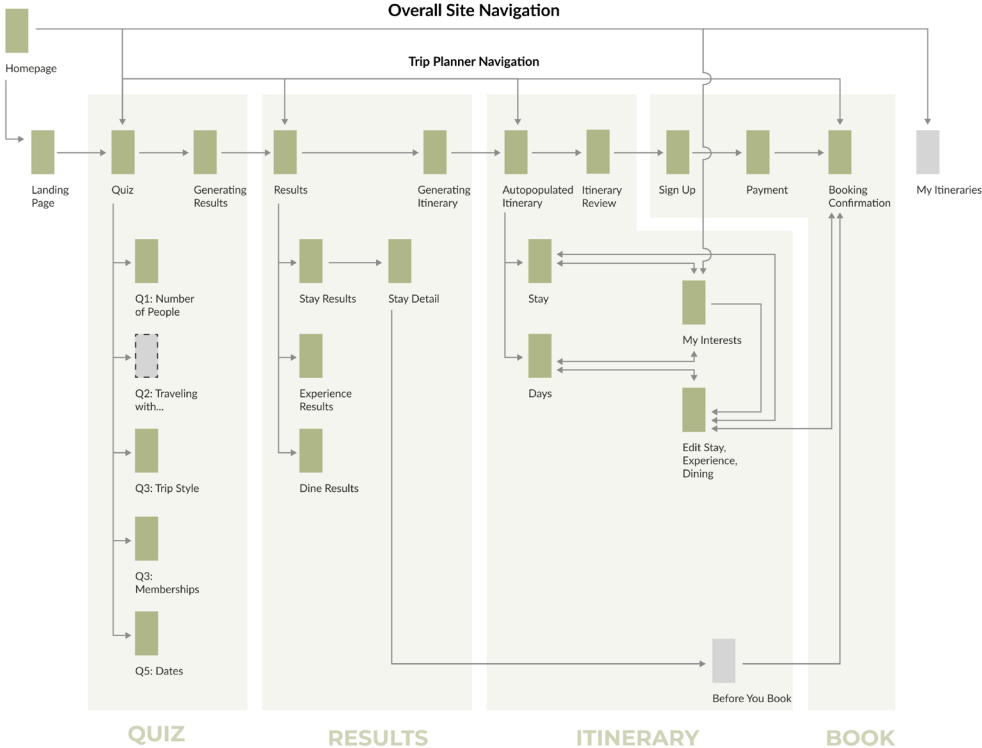 Overall Site Navigation
Homepage
Trip Planner Navigation
Landing
Page
Quiz
Generating
Results
Results
Generating
Itinerary
Autopopulated
Itinerary
Itinerary
Review
Sign Up
Payment
Booking
Confirmation
My Itineraries
Q1: Number
of People
Stay Results
Stay Detail
Stay
My Interests
Q2: Traveling
with...
Experience
Results
Days
Edit Stay,
Experience,
Dining
Q3: Trip Style
Dine Results
Q3:
Memberships
Q5: Dates
Before You Book
QUIZ
RESULTS
ITINERARY
BOOK